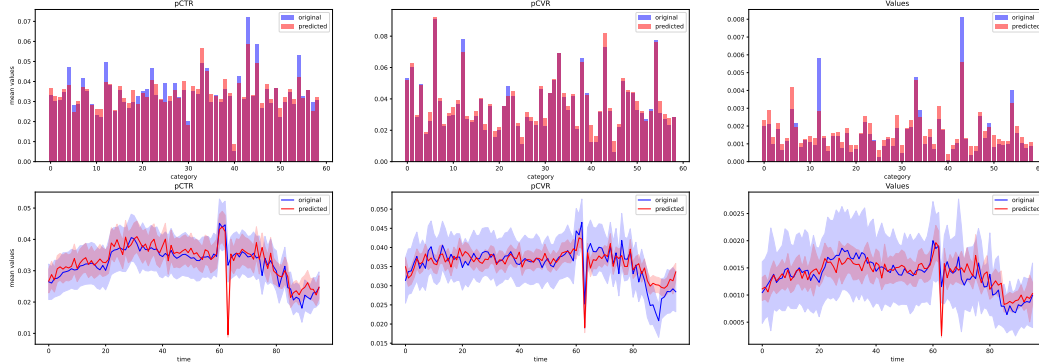 pCTR
original
predicted
0.07
0.06
0.05
0.04
0.03
0.02
0.01
0.00
mean values
0 10 20 30 40 50 60
category
pCVR
original
predicted
0.08
0.06
0.04
0.02
0.00
0 10 20 30 40 50 60
category
Values
original
predicted
0.008
0.007
0.006
0.005
0.004
0.003
0.002
0.001
0.000
0 10 20 30 40 50 60
category
pCTR
original
predicted
0.05
0.04
0.03
0.02
0.01
mean values
0 20 40 60 80
time
pCVR
original
predicted
0.050
0.045
0.040
0.035
0.030
0.025
0.020
0.015
0 20 40 60 80
time
Values
original
predicted
0.0025
0.0020
0.0015
0.0010
0.0005
0 20 40 60 80
time